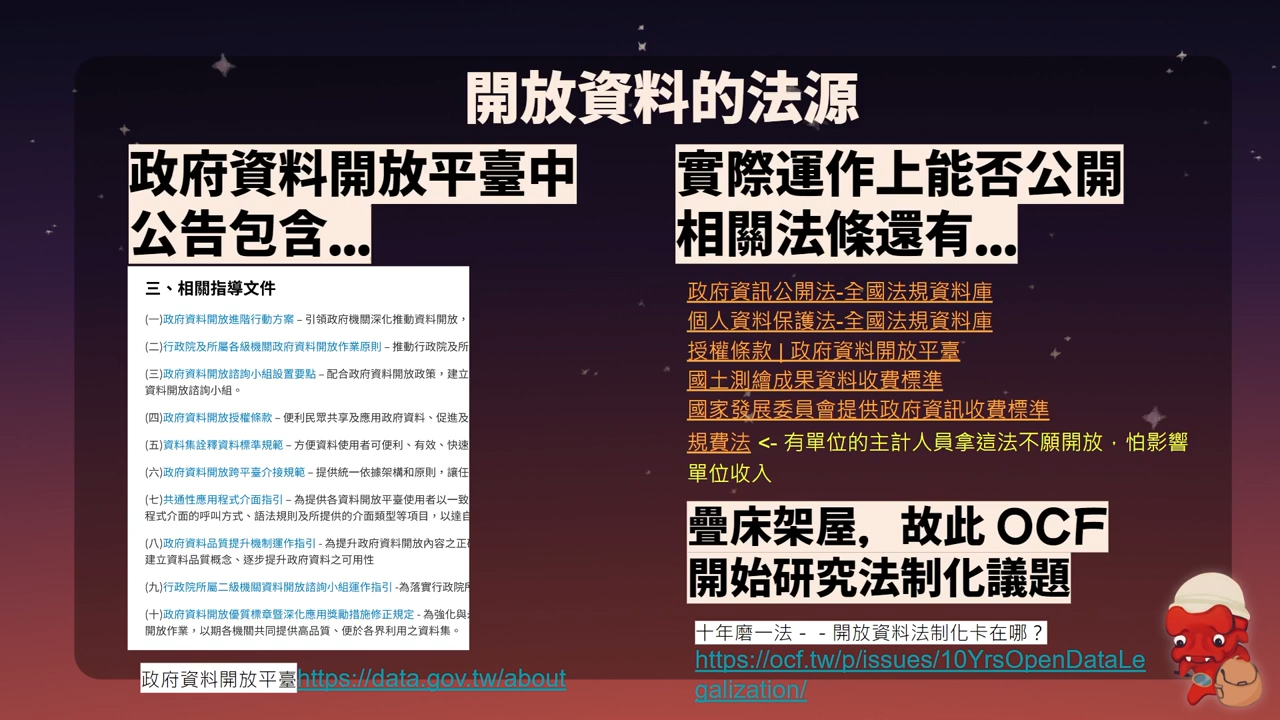 開放資料的法源
政府資料開放平臺中
公告包含...
三、相關指導文件
(一)政府資料開放進階行動方案 – 引領政府機關深化推動資料開放，
(二)行政院及所屬各級機關政府資料開放作業原則 – 推動行政院及所
(三)政府資料開放諮詢小組設置要點 – 配合政府資料開放政策，建立
資料開放諮詢小組。
(四)政府資料開放授權條款 – 便利民眾共享及應用政府資料、促進及
(五)資料集詮釋資料標準規範 – 方便資料使用者可便利、有效、快速
(六)政府資料開放跨平臺介接規範 – 提供統一依據架構和原則，讓任
(七)共通性應用程式介面指引 – 為提供各資料開放平臺使用者以一致
程式介面的呼叫方式、語法規則及所提供的介面類型等項目，以達自
(八)政府資料品質提升機制運作指引 - 為提升政府資料開放內容之正確
建立資料品質概念、逐步提升政府資料之可用性
(九)行政院所屬二級機關資料開放諮詢小組運作指引 -為落實行政院所
(十)政府資料開放優質標章暨深化應用獎勵措施修正規定 - 為強化與
開放作業，以期各機關共同提供高品質、便於各界利用之資料集。
政府資料開放平臺https://data.gov.tw/about
實際運作上能否公開
相關法條還有...
政府資訊公開法-全國法規資料庫
個人資料保護法-全國法規資料庫
授權條款 | 政府資料開放平臺
國土測繪成果資料收費標準
國家發展委員會提供政府資訊收費標準
規費法 <- 有單位的主計人員拿這法不願開放，怕影響
單位收入
疊床架屋，故此 OCF
開始研究法制化議題
十年磨一法 - - 開放資料法制化卡在哪？
https://ocf.tw/p/issues/10YrsOpenDataLe
galization/